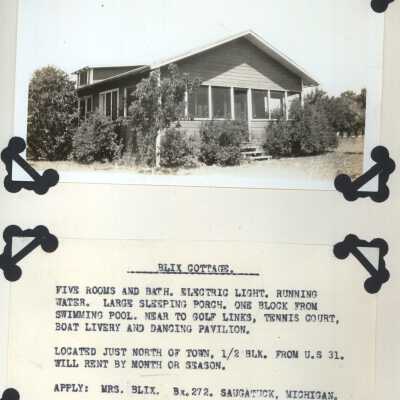 BLIX COTTAGE.
FIVE ROOMS AND BATH. ELECTRIC LIGHT. RUNNING
WATER. LARGE SLEEPING PORCH. ONE BLOCK FROM
SWIMMING POOL. NEAR TO GOLF LINKS, TENNIS COURT,
BOAT LIVERY AND DANCING PAVILION.
LOCATED JUST NORTH OF TOWN, 1/2 BLK. FROM U.S 31.
WILL RENT BY MONTH OR SEASON.
APPLY: MRS. BLIX. Bx.272. SAUGATUCK, MICHIGAN.